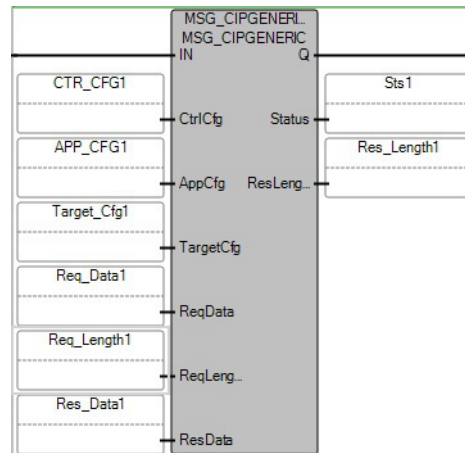 MSG_CIPGENERI...
MSG_CIPGENERIC
IN Q
CTR_CFG1 Sts1
CtrlCfg Status
APP_CFG1 Res_Length1
AppCfg ResLeng...
Target_Cfg1
TargetCfg
Req_Data1
ReqData
Req_Length1
ReqLeng...
Res_Data1
ResData